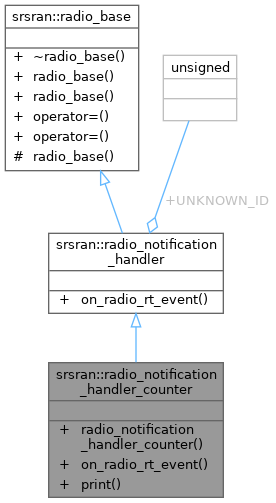 srsran::radio_base
+ ~radio_base()
+ radio_base()
+ radio_base()
+ operator=()
+ operator=()
# radio_base()
unsigned
+UNKNOWN_ID
srsran::radio_notification
_handler
+ on_radio_rt_event()
srsran::radio_notification
_handler_counter
+ radio_notification
_handler_counter()
+ on_radio_rt_event()
+ print()